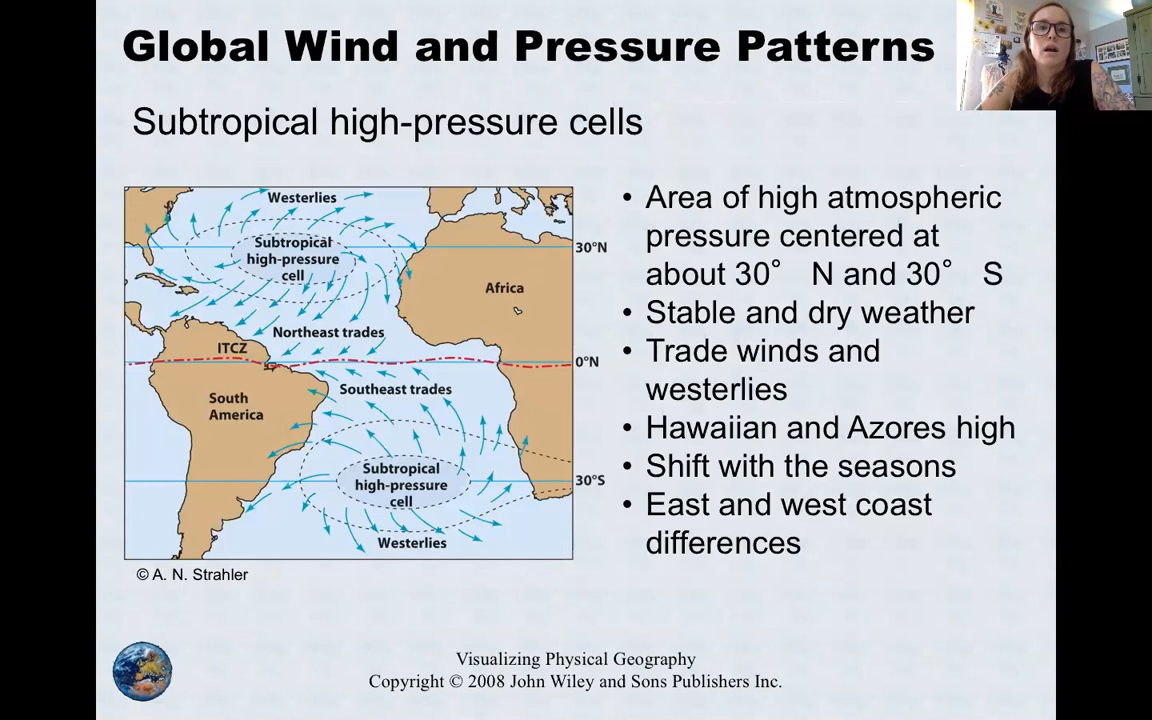 Global Wind and Pressure Patterns
Subtropical high-pressure cells
Westerlies
Subtropical
high-pressure
cell
30°N
Africa
Northeast trades
ITCZ
0°N
Southeast trades
South
America
Subtropical
high-pressure
cell
30°S
Westerlies
© A. N. Strahler
• Area of high atmospheric
pressure centered at
about 30° N and 30° S
• Stable and dry weather
• Trade winds and
westerlies
• Hawaiian and Azores high
• Shift with the seasons
• East and west coast
differences
Visualizing Physical Geography
Copyright © 2008 John Wiley and Sons Publishers Inc.